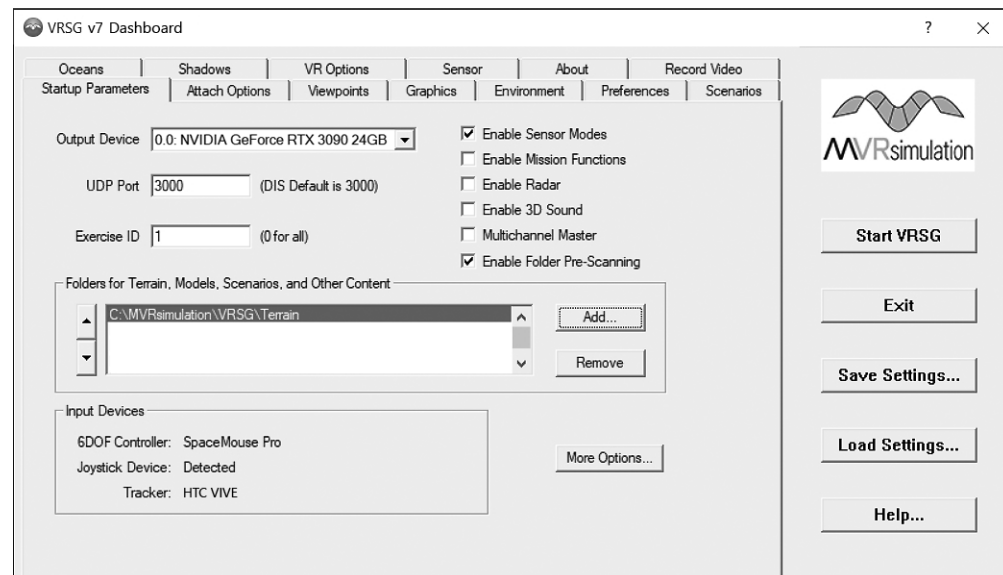 VRSG v7 Dashboard
?
Oceans Shadows VR Options Sensor About Record Video
Startup Parameters Attach Options Viewpoints Graphics Environment Preferences Scenarios
Output Device 0.0: NVIDIA GeForce RTX 3090 24GB
UDP Port 3000 (DIS Default is 3000)
Exercise ID 1 (0 for all)
Enable Sensor Modes
Enable Mission Functions
Enable Radar
Enable 3D Sound
Multichannel Master
Enable Folder Pre-Scanning
Folders for Terrain, Models, Scenarios, and Other Content
C:\MVRsimulation\VRSG\Terrain
Add...
Remove
Input Devices
6DOF Controller: SpaceMouse Pro
Joystick Device: Detected
Tracker: HTC VIVE
More Options...
MVRsimulation
Start VRSG
Exit
Save Settings...
Load Settings...
Help...